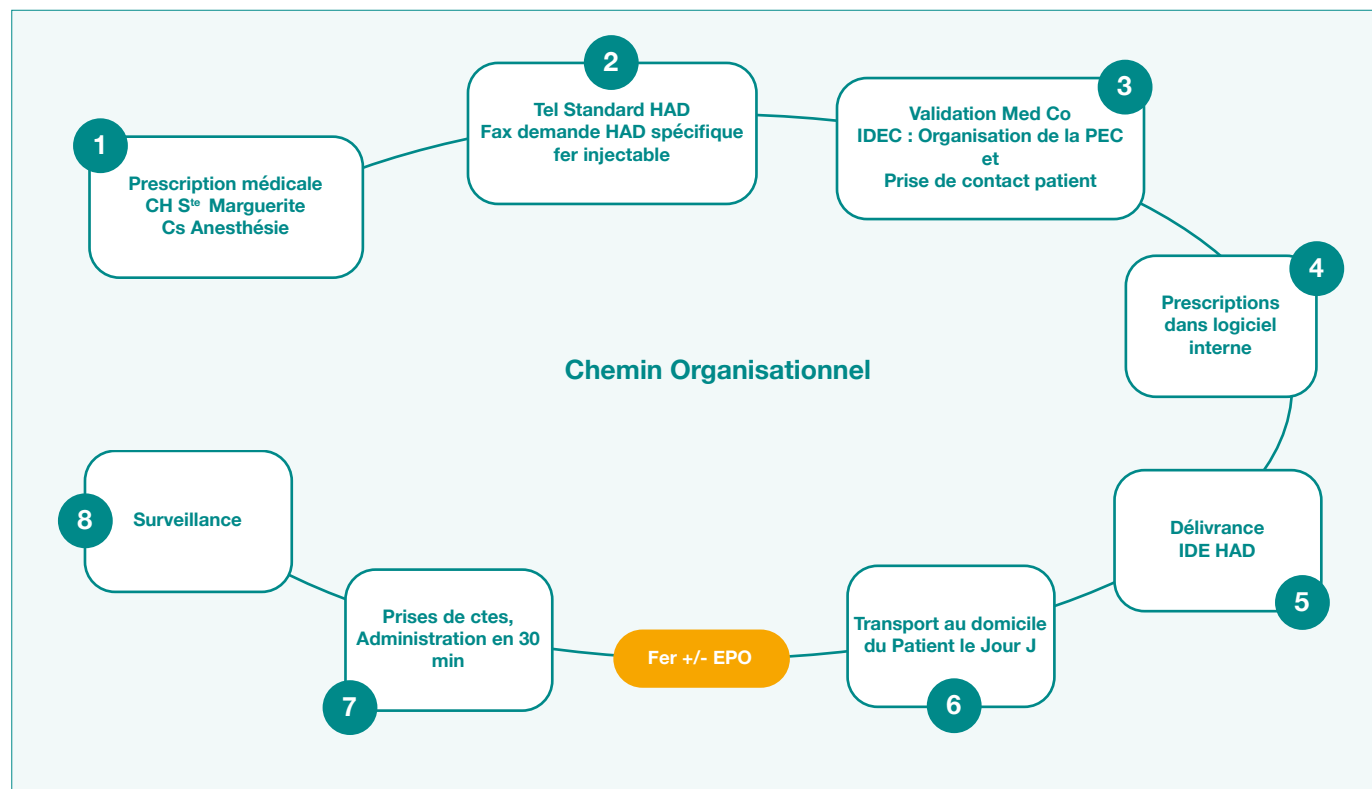 1
Prescription médicale
CH Ste Marguerite
Cs Anesthésie
2
Tel Standard HAD
Fax demande HAD spécifique
fer injectable
3
Validation Med Co
IDEC : Organisation de la PEC
et
Prise de contact patient
4
Prescriptions
dans logiciel
interne
Chemin Organisationnel
Délivrance
IDE HAD
5
Transport au domicile
du Patient le Jour J
6
Fer +/- EPO
Prises de ctes,
Administration en 30
min
7
8
Surveillance